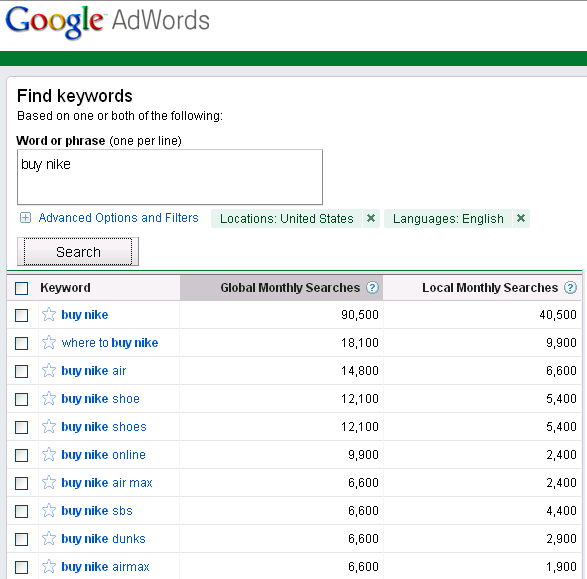 Google AdWords
Find keywords
Based on one or both of the following:
Word or phrase (one per line)
buy nike
Advanced Options and Filters Locations: United States × Languages: English ×
Search
Keyword Global Monthly Searches ? Local Monthly Searches ?
buy nike 90,500 40,500
where to buy nike 18,100 9,900
buy nike air 14,800 6,600
buy nike shoe 12,100 5,400
buy nike shoes 12,100 5,400
buy nike online 9,900 2,400
buy nike air max 6,600 2,400
buy nike sbs 6,600 4,400
buy nike dunks 6,600 2,900
buy nike airmax 6,600 1,900